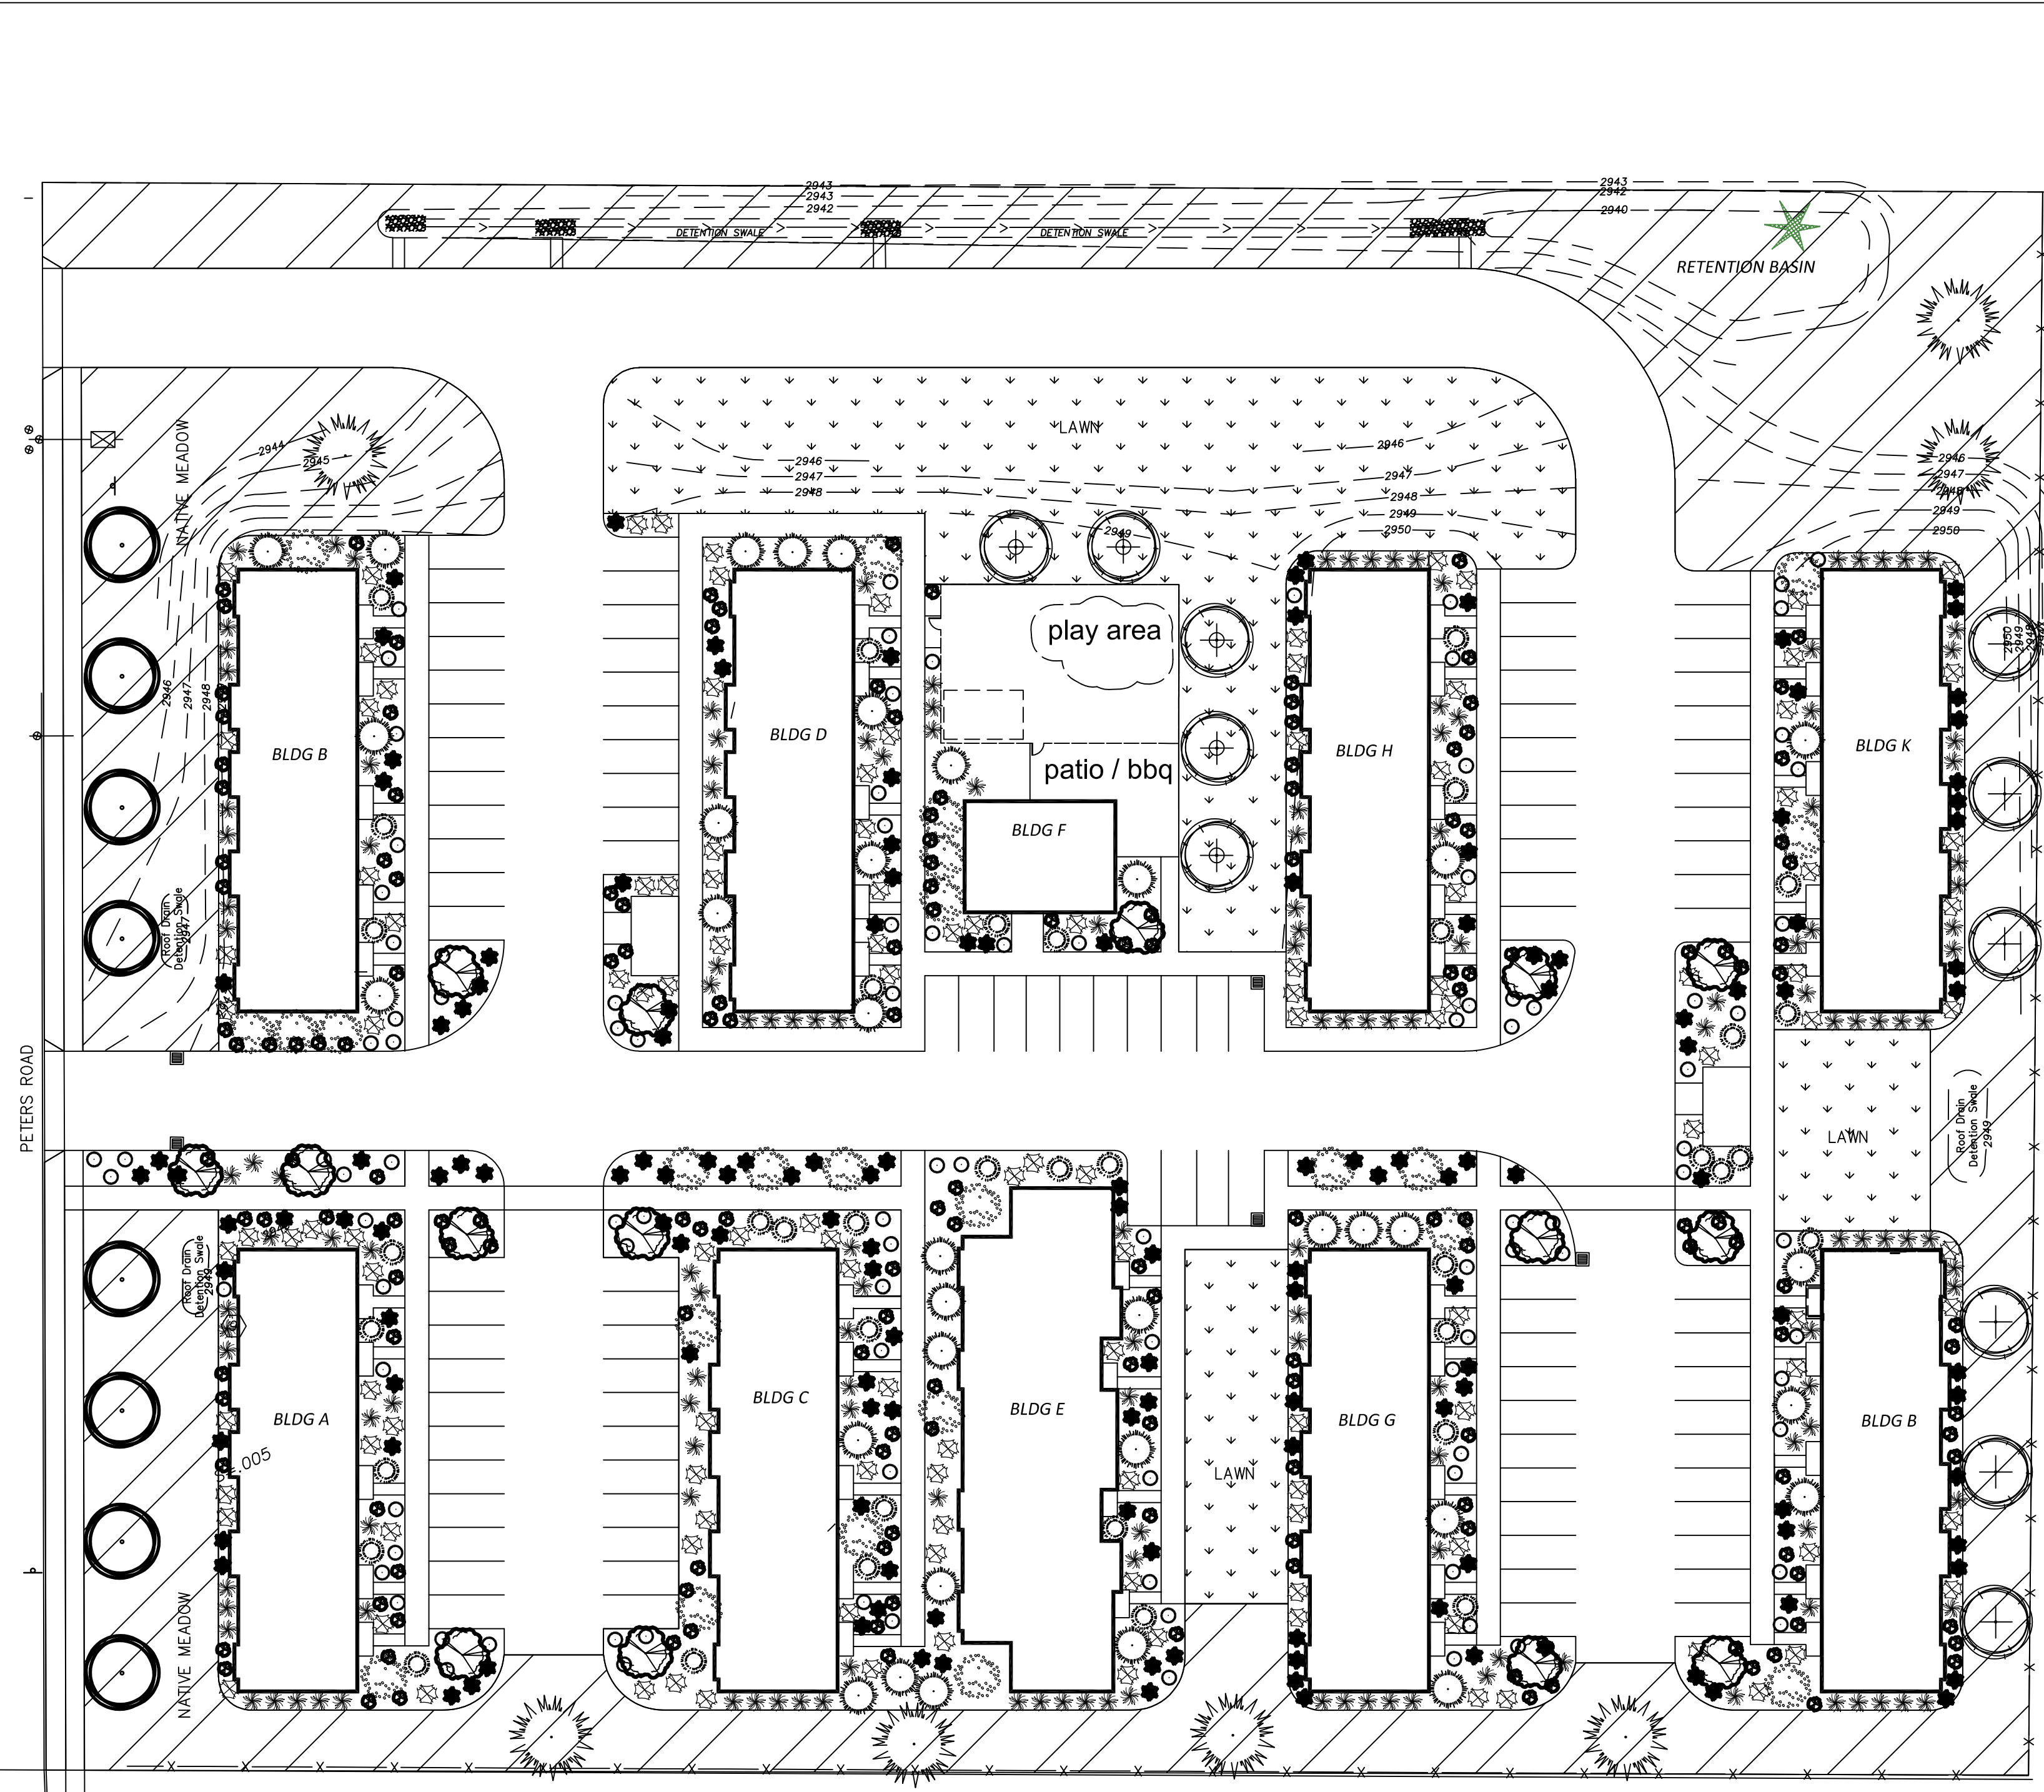 2943
2943
2942
2943
2942
2940
DETENTION SWALE
DETENTION SWALE
RETENTION BASIN
NATIVE MEADOW
2944
2945
LAWN
2946
2947
2948
2949
2946
2947
2948
2949
2950
2946
2947
2948
2949
2950
2950
2949
2948
play area
patio / bbq
2946
2947
2948
BLDG B
BLDG D
BLDG F
BLDG H
BLDG K
Roof Drain
Detention Swale
2947
PETERS ROAD
LAWN
Roof Drain
Detention Swale
2949
Roof Drain
Detention Swale
2949
BLDG A
BLDG C
BLDG E
BLDG G
BLDG B
LAWN
NATIVE MEADOW